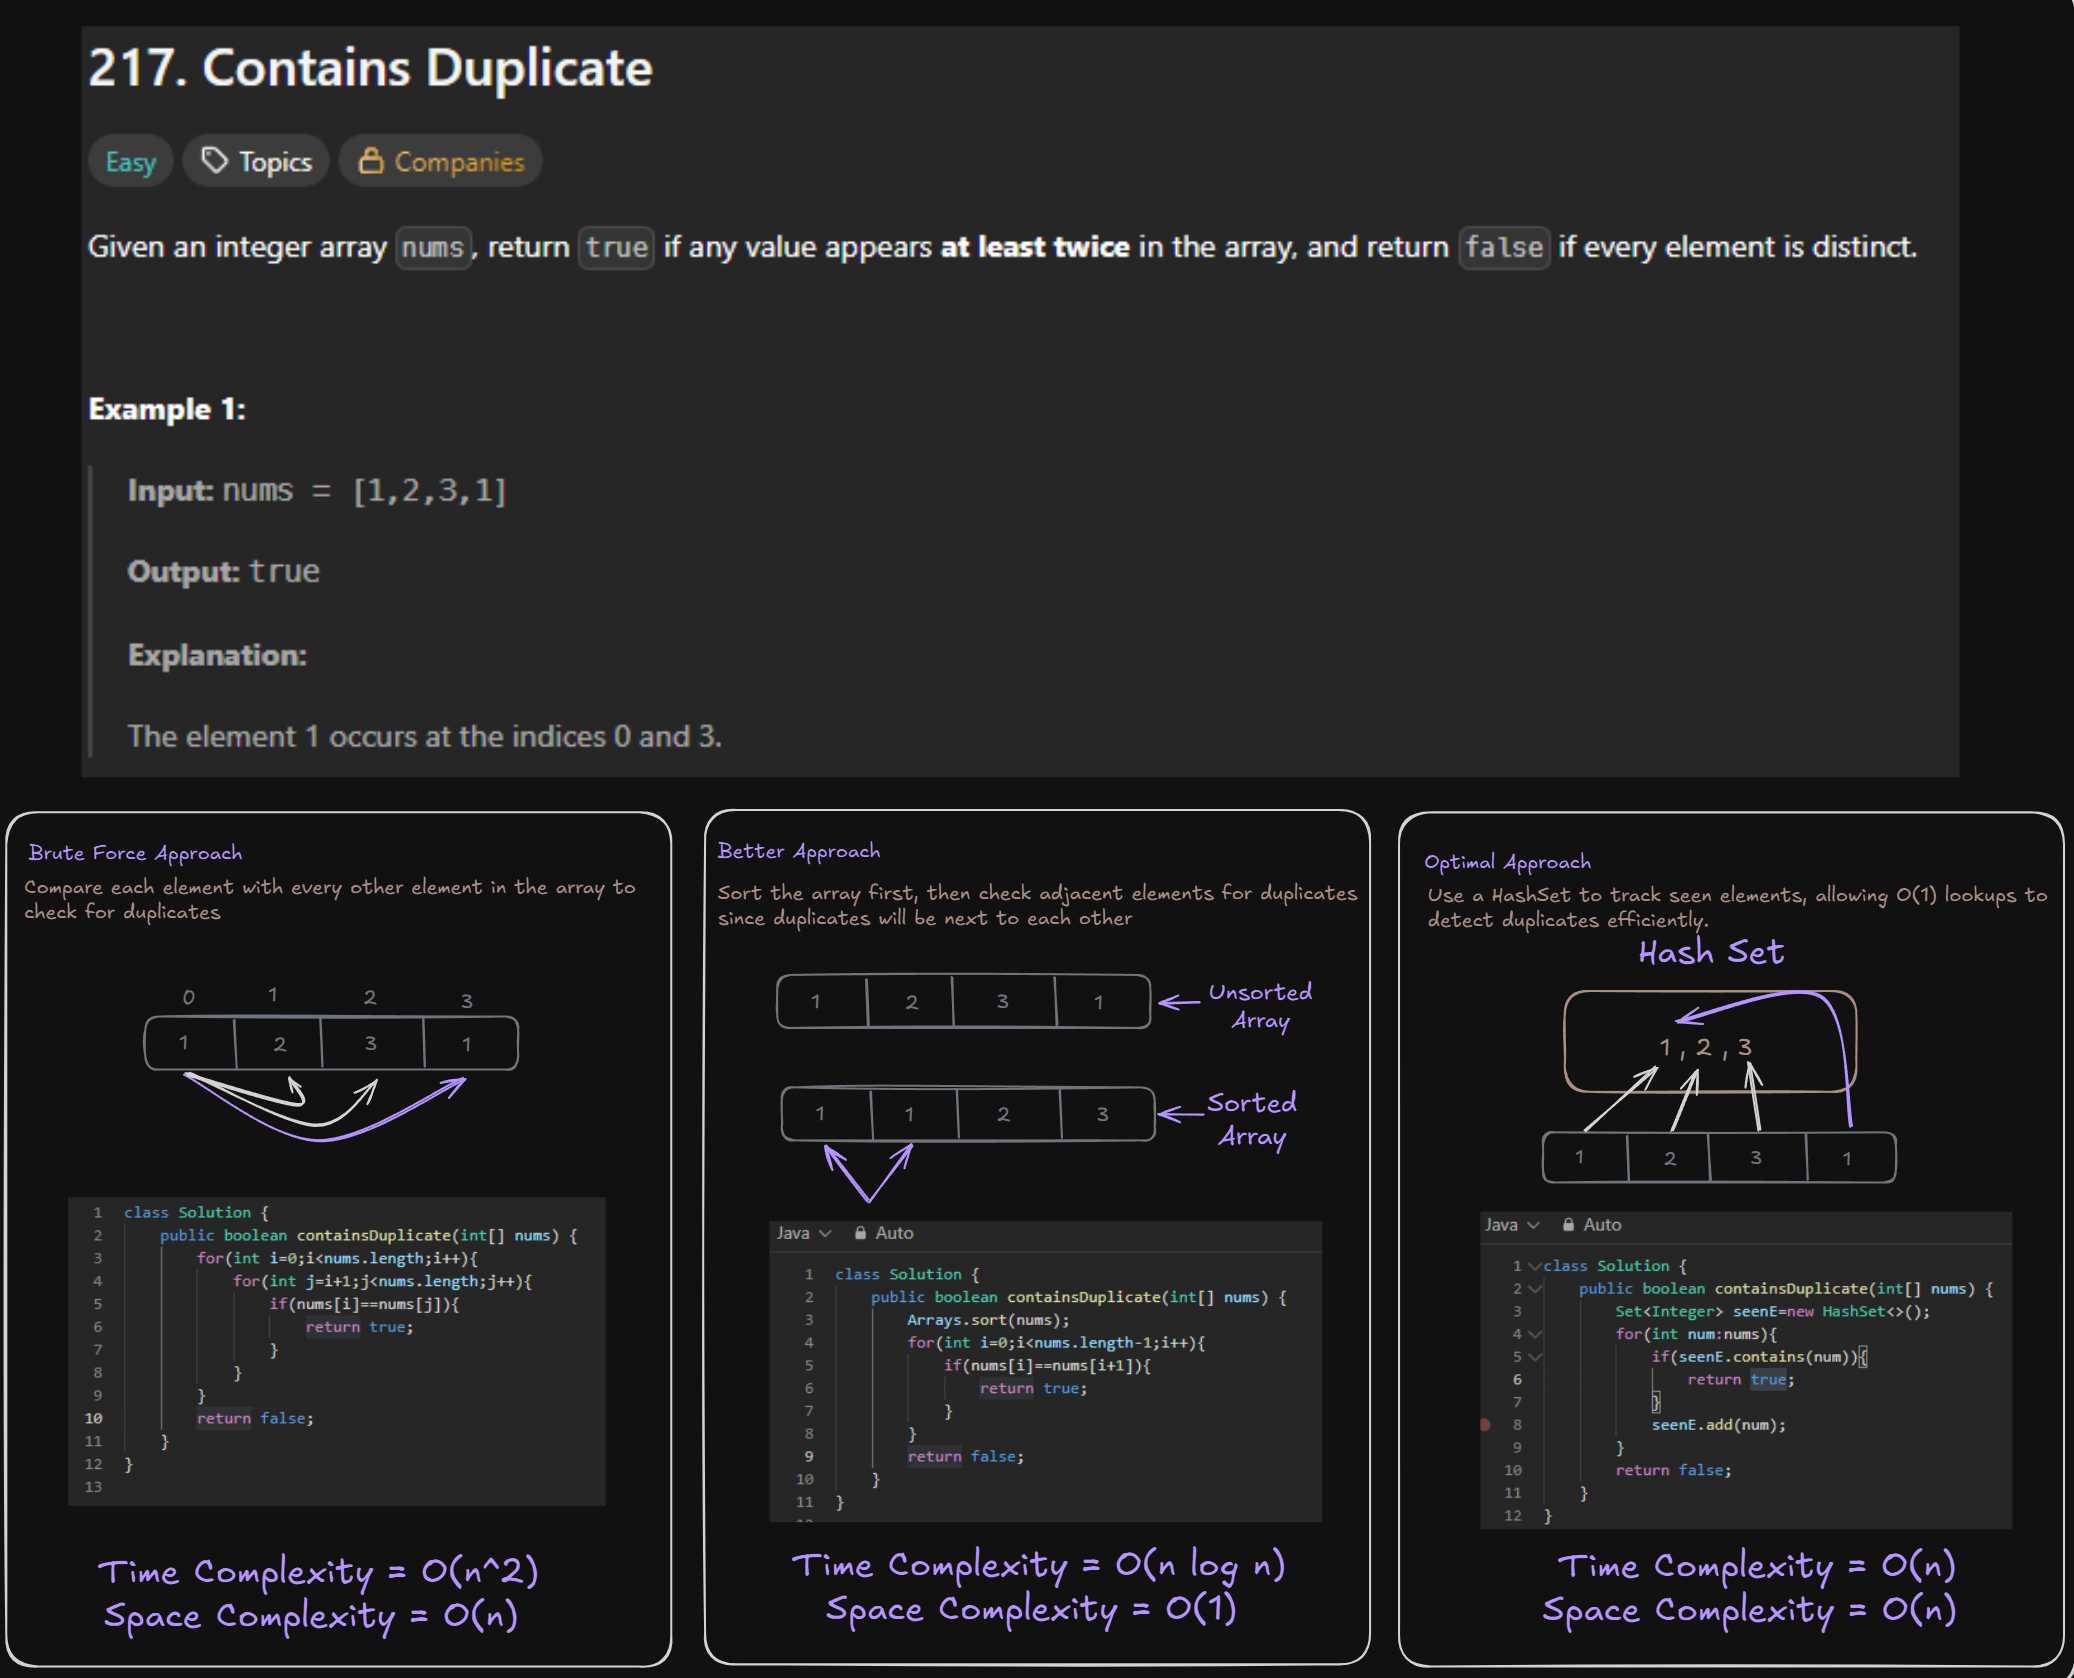 217. Contains Duplicate
Easy Topics Companies
Given an integer array nums, return true if any value appears at least twice in the array, and return false if every element is distinct.
Example 1:
Input: nums = [1,2,3,1]
Output: true
Explanation:
The element 1 occurs at the indices 0 and 3.
Brute Force Approach
Compare each element with every other element in the array to
check for duplicates
0 1 2 3
1 2 3 1
1 class Solution {
2 public boolean containsDuplicate(int[] nums) {
3 for(int i=0;i<nums.length;i++){
4 for(int j=i+1;j<nums.length;j++){
5 if(nums[i]==nums[j]){
6 return true;
7 }
8 }
9 }
10 return false;
11 }
12 }
13
Time Complexity = O(n^2)
Space Complexity = O(n)
Better Approach
Sort the array first, then check adjacent elements for duplicates
since duplicates will be next to each other
1 2 3 1
Unsorted
Array
1 1 2 3
Sorted
Array
Java Auto
1 class Solution {
2 public boolean containsDuplicate(int[] nums) {
3 Arrays.sort(nums);
4 for(int i=0;i<nums.length-1;i++){
5 if(nums[i]==nums[i+1]){
6 return true;
7 }
8 }
9 return false;
10 }
11 }
Time Complexity = O(n log n)
Space Complexity = O(1)
Optimal Approach
Use a HashSet to track seen elements, allowing O(1) lookups to
detect duplicates efficiently.
Hash Set
1 , 2 , 3
1 2 3 1
Java Auto
1 class Solution {
2 public boolean containsDuplicate(int[] nums) {
3 Set<Integer> seenE=new HashSet<>();
4 for(int num:nums){
5 if(seenE.contains(num)){
6 return true;
7 }
8 seenE.add(num);
9 }
10 return false;
11 }
12 }
Time Complexity = O(n)
Space Complexity = O(n)